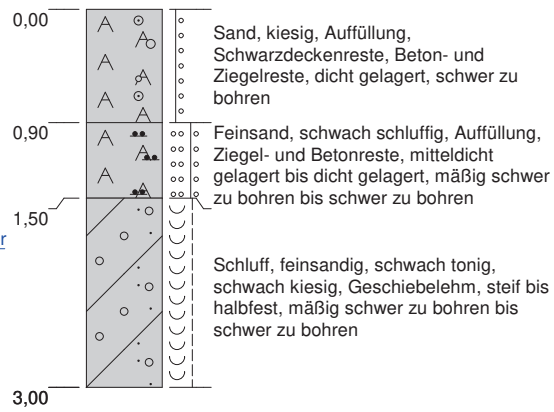 0,00
Sand, kiesig, Auffüllung,
Schwarzdeckenreste, Beton- und
Ziegelreste, dicht gelagert, schwer zu
bohren
0,90
Feinsand, schwach schluffig, Auffüllung,
Ziegel- und Betonreste, mitteldicht
gelagert bis dicht gelagert, mäßig schwer
zu bohren bis schwer zu bohren
1,50
r
Schluff, feinsandig, schwach tonig,
schwach kiesig, Geschiebelehm, steif bis
halbfest, mäßig schwer zu bohren bis
schwer zu bohren
3,00